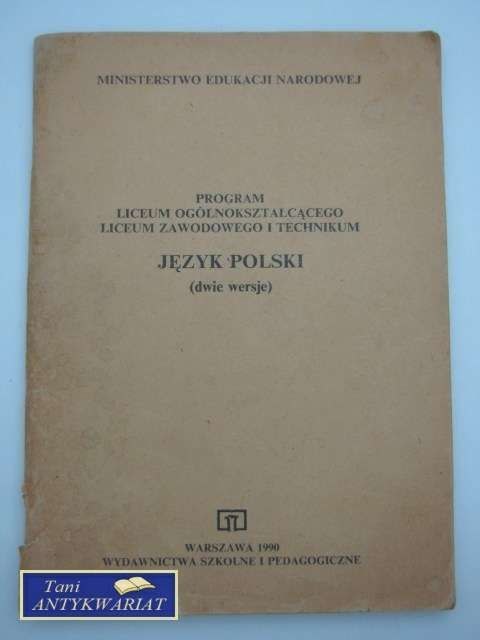 MINISTERSTWO EDUKACJI NARODOWEJ
PROGRAM
LICEUM OGÓLNOKSZTAŁCĄCEGO
LICEUM ZAWODOWEGO I TECHNIKUM
JĘZYK POLSKI
(dwie wersje)
WARSZAWA 1990
WYDAWNICTWA SZKOLNE I PEDAGOGICZNE
Tani
ANTYKWARIAT